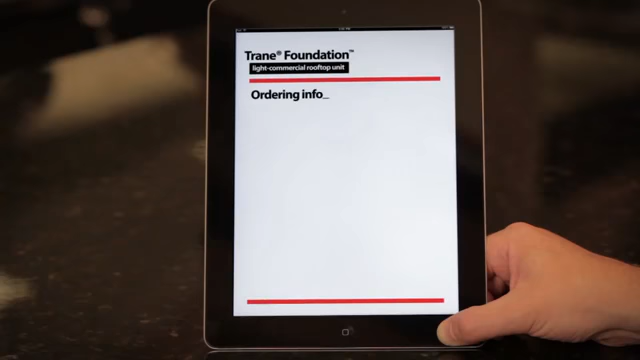 Trane® Foundation™
light-commercial rooftop unit
Ordering info_